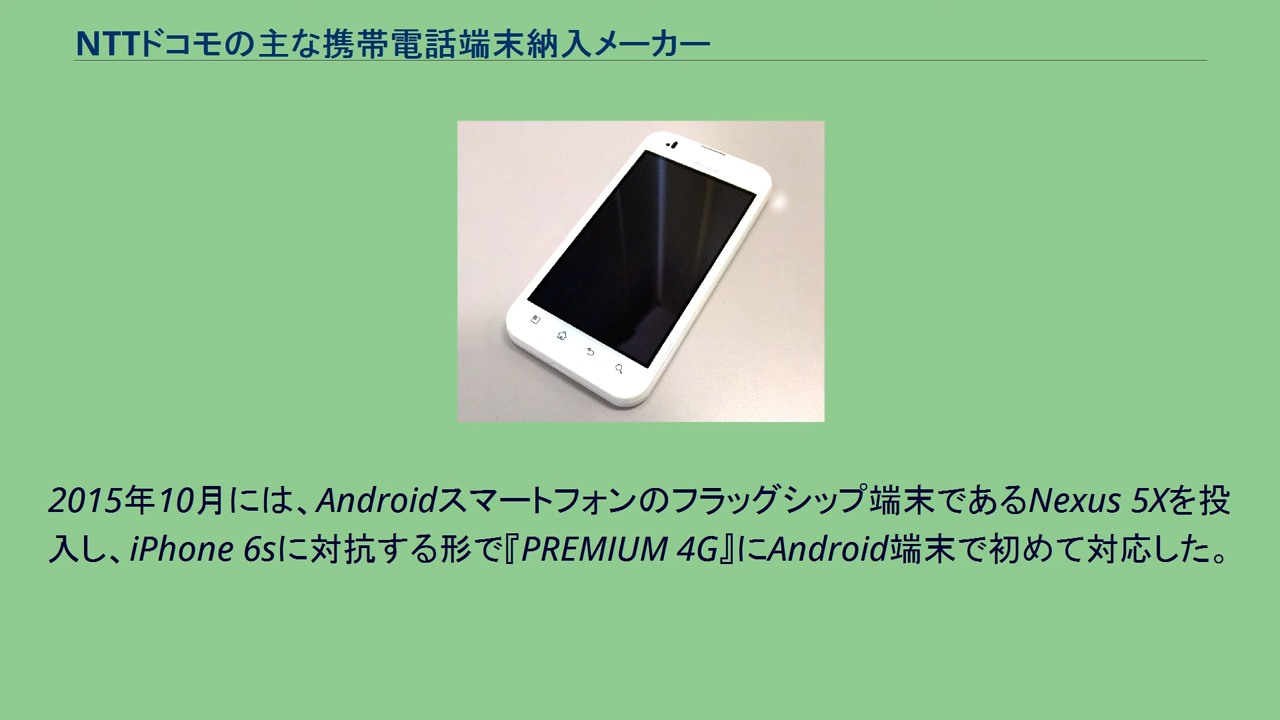 NTTドコモの主な携帯電話端末納入メーカー
2015年10月には、Androidスマートフォンのフラッグシップ端末であるNexus 5Xを投
入し、iPhone 6sに対抗する形で『PREMIUM 4G』にAndroid端末で初めて対応した。